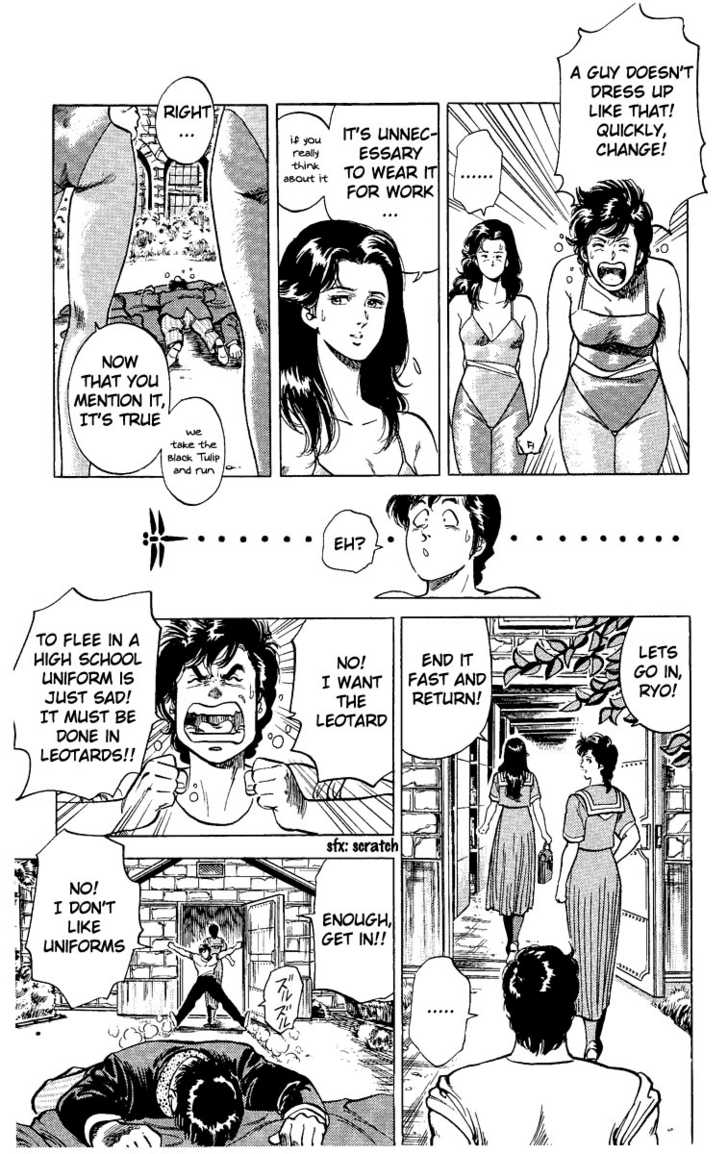 A GUY DOESN'T
DRESS UP
LIKE THAT!
QUICKLY,
CHANGE!
......
IT'S UNNEC-
ESSARY
TO WEAR IT
FOR WORK
...
if you
really
think
about it
RIGHT
...
NOW
THAT YOU
MENTION IT,
IT'S TRUE
we
take the
Black Tulip
and run
EH?
LETS
GO IN,
RYO!
END IT
FAST AND
RETURN!
.....
NO!
I WANT
THE
LEOTARD
TO FLEE IN A
HIGH SCHOOL
UNIFORM IS
JUST SAD!
IT MUST BE
DONE IN
LEOTARDS!!
sfx: scratch
ENOUGH,
GET IN!!
ズルズル
NO!
I DON'T
LIKE
UNIFORMS